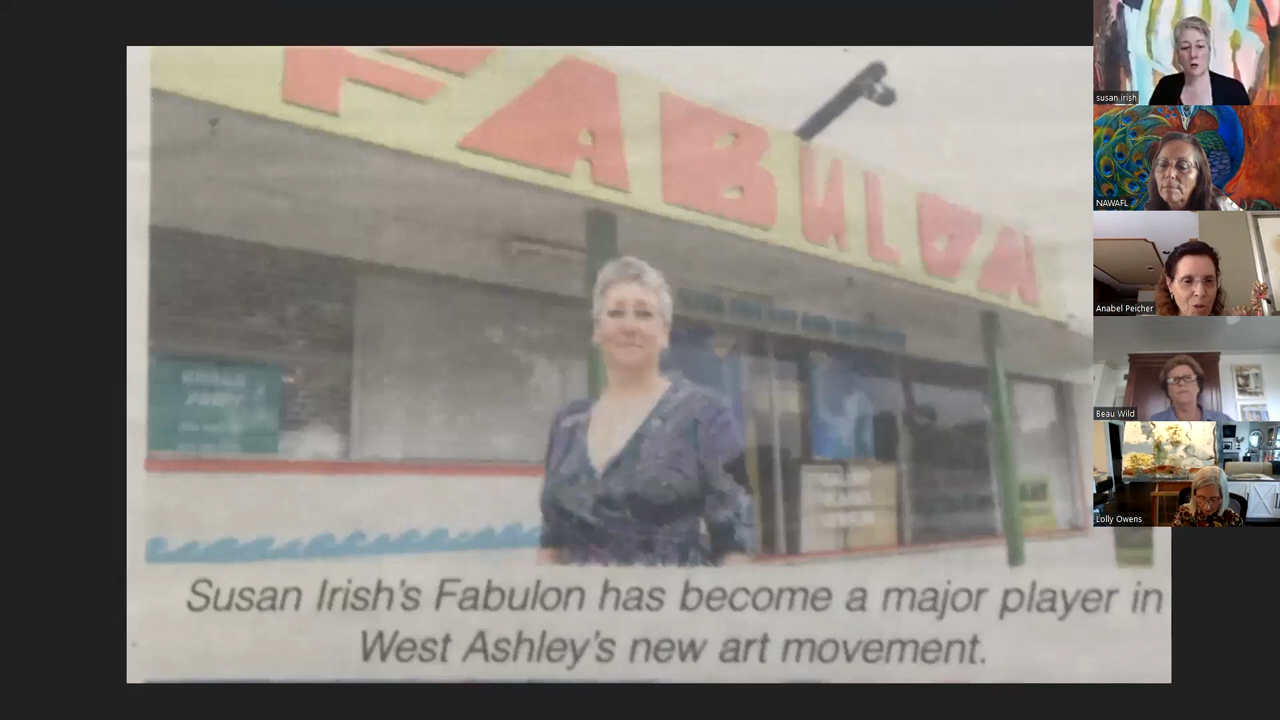 FABULON
susan irish
NAWAFL
Anabel Peicher
Beau Wild
Lolly Owens
Susan Irish's Fabulon has become a major player in
West Ashley's new art movement.